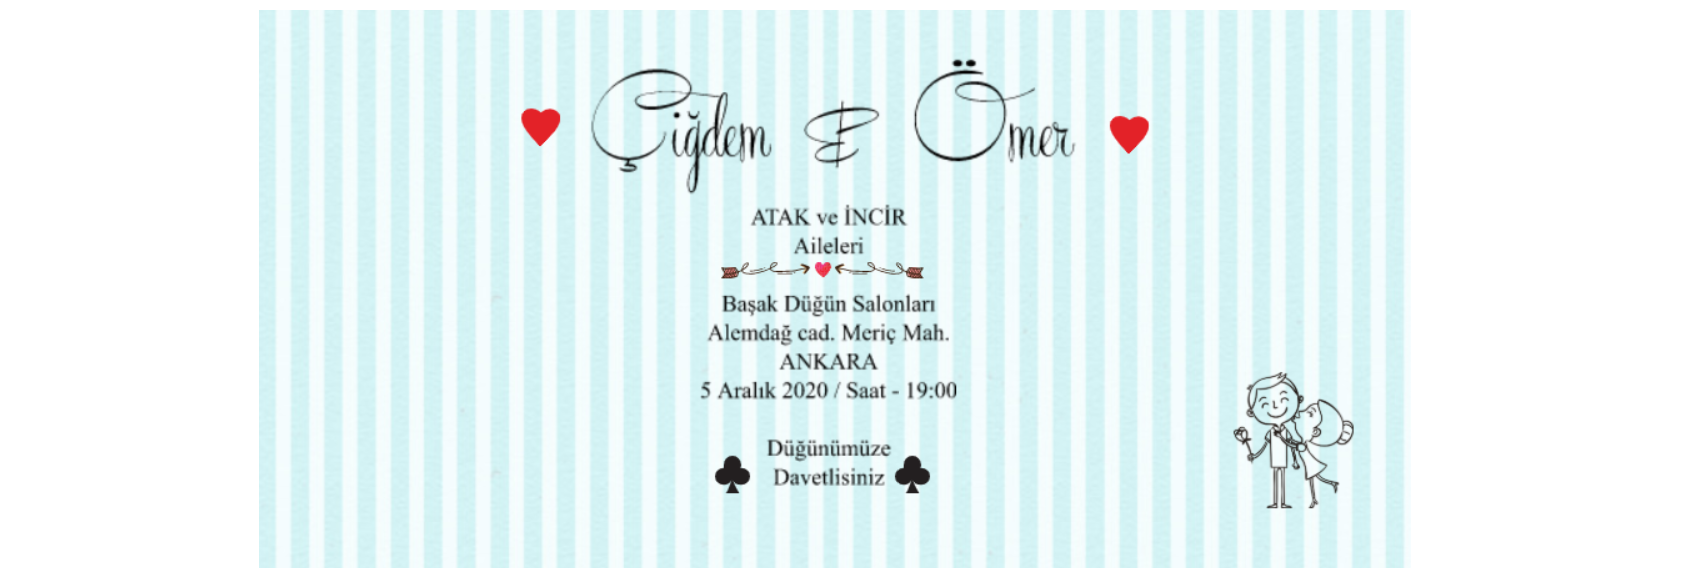 Çiğdem & Ömer
ATAK ve İNCİR
Aileleri
Başak Düğün Salonları
Alemdağ cad. Meriç Mah.
ANKARA
5 Aralık 2020 / Saat - 19:00
Düğünümüze
Davetlisiniz